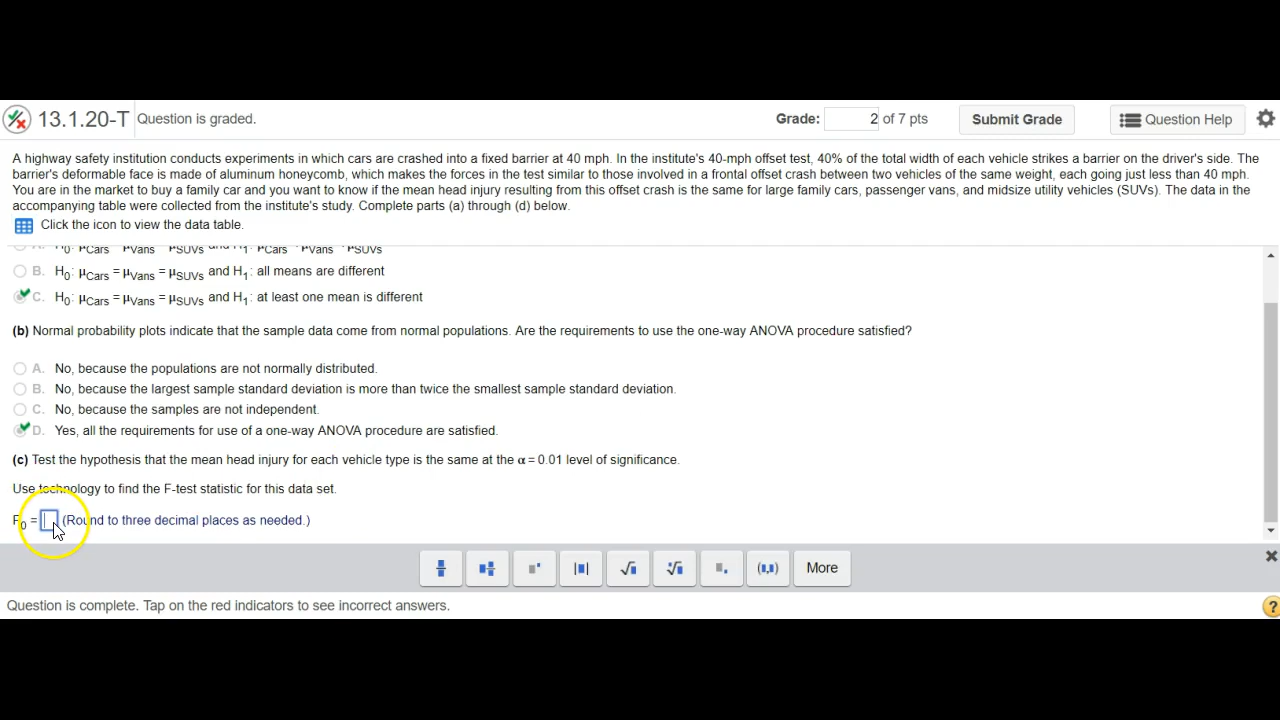 13.1.20-T Question is graded. Grade: 2 of 7 pts Submit Grade Question Help
A highway safety institution conducts experiments in which cars are crashed into a fixed barrier at 40 mph. In the institute's 40-mph offset test, 40% of the total width of each vehicle strikes a barrier on the driver's side. The
barrier's deformable face is made of aluminum honeycomb, which makes the forces in the test similar to those involved in a frontal offset crash between two vehicles of the same weight, each going just less than 40 mph.
You are in the market to buy a family car and you want to know if the mean head injury resulting from this offset crash is the same for large family cars, passenger vans, and midsize utility vehicles (SUVs). The data in the
accompanying table were collected from the institute's study. Complete parts (a) through (d) below.
Click the icon to view the data table.
B. H0: μCars = μVans = μSUVs and H1: all means are different
C. H0: μCars = μVans = μSUVs and H1: at least one mean is different
(b) Normal probability plots indicate that the sample data come from normal populations. Are the requirements to use the one-way ANOVA procedure satisfied?
A. No, because the populations are not normally distributed.
B. No, because the largest sample standard deviation is more than twice the smallest sample standard deviation.
C. No, because the samples are not independent.
D. Yes, all the requirements for use of a one-way ANOVA procedure are satisfied.
(c) Test the hypothesis that the mean head injury for each vehicle type is the same at the α = 0.01 level of significance.
Use technology to find the F-test statistic for this data set.
F0 = (Round to three decimal places as needed.)
More
Question is complete. Tap on the red indicators to see incorrect answers.
?